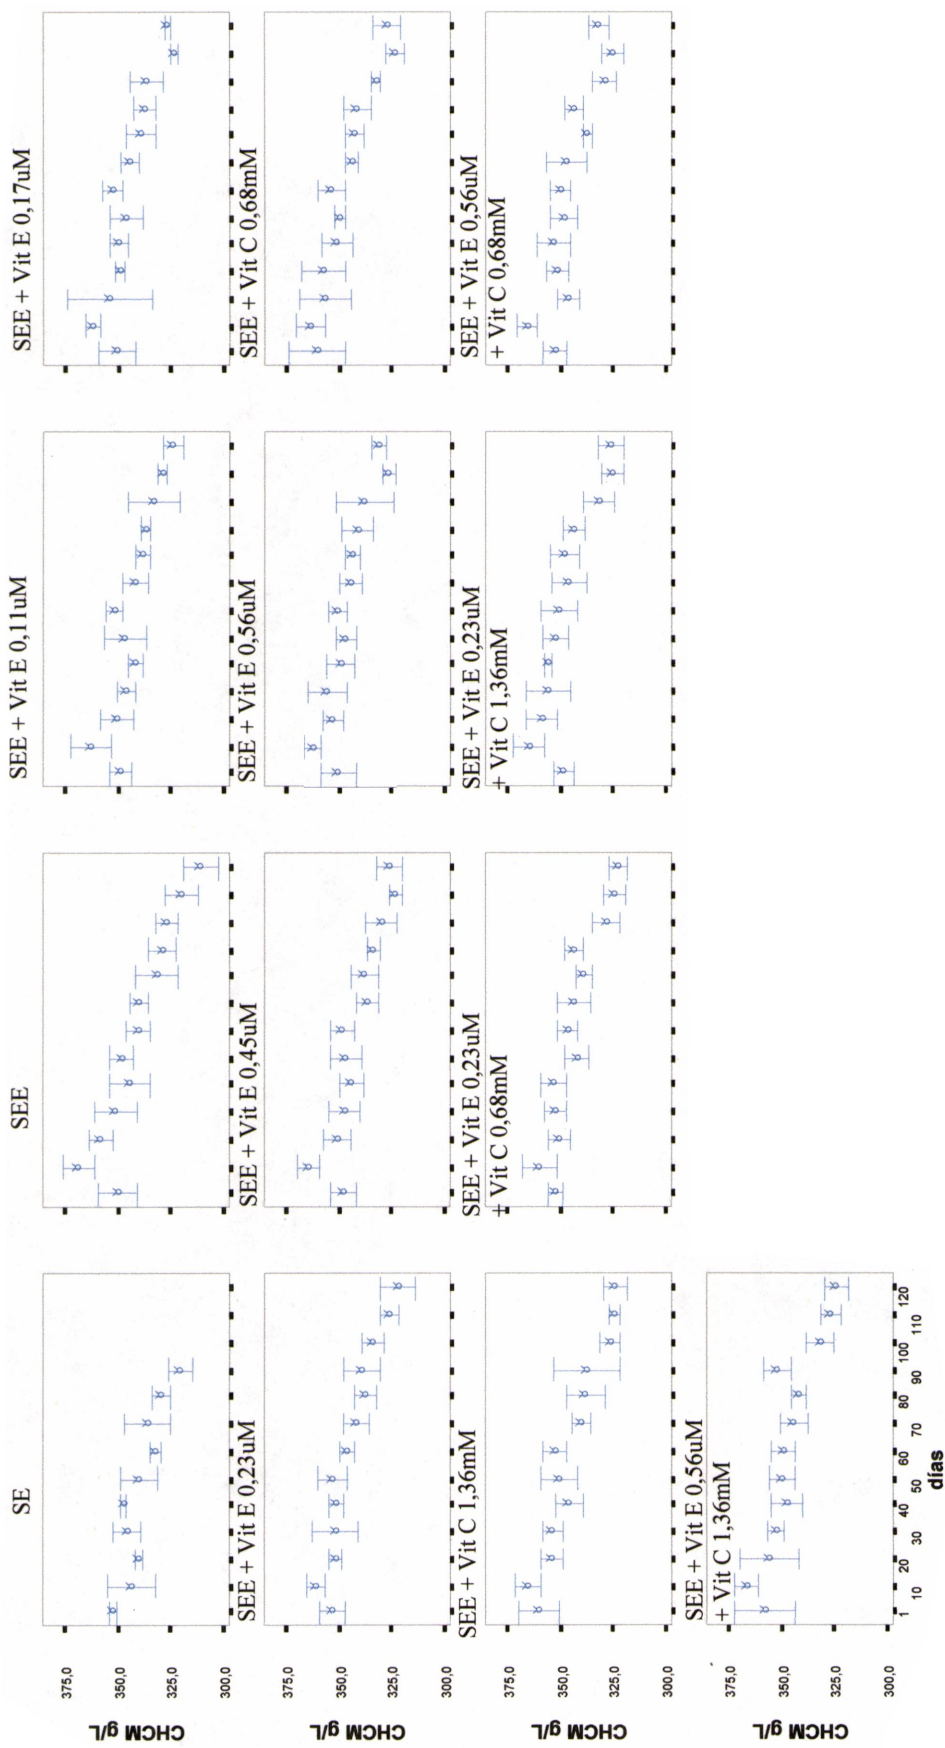 SE
SEE
SEE + Vit E 0,11uM
SEE + Vit E 0,17uM
CHCM g/L
375,0
350,0
325,0
300,0
SEE + Vit E 0,23uM
SEE + Vit E 0,45uM
SEE + Vit E 0,56uM
SEE + Vit C 0,68mM
CHCM g/L
375,0
350,0
325,0
300,0
SEE + Vit C 1,36mM
SEE + Vit E 0,23uM
+ Vit C 0,68mM
SEE + Vit E 0,23uM
+ Vit C 1,36mM
SEE + Vit E 0,56uM
+ Vit C 0,68mM
CHCM g/L
375,0
350,0
325,0
300,0
SEE + Vit E 0,56uM
+ Vit C 1,36mM
CHCM g/L
375,0
350,0
325,0
300,0
1 10 20 30 40 50 60 70 80 90 100 110 120
días